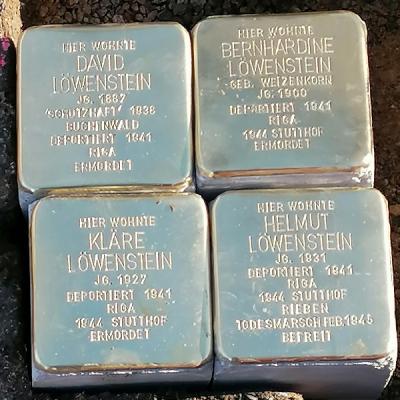 HIER WOHNTE
DAVID
LÖWENSTEIN
JG. 1887
'SCHUTZHAFT' 1938
BUCHENWALD
DEPORTIERT 1941
RIGA
ERMORDET
HIER WOHNTE
BERNHARDINE
LÖWENSTEIN
GEB. WEIZENKORN
JG. 1900
DEPORTIERT 1941
RIGA
1944 STUTTHOF
ERMORDET
HIER WOHNTE
KLÄRE
LÖWENSTEIN
JG. 1927
DEPORTIERT 1941
RIGA
1944 STUTTHOF
ERMORDET
HIER WOHNTE
HELMUT
LÖWENSTEIN
JG. 1931
DEPORTIERT 1941
RIGA
1944 STUTTHOF
RIEBEN
TODESMARSCH FEB.1945
BEFREIT